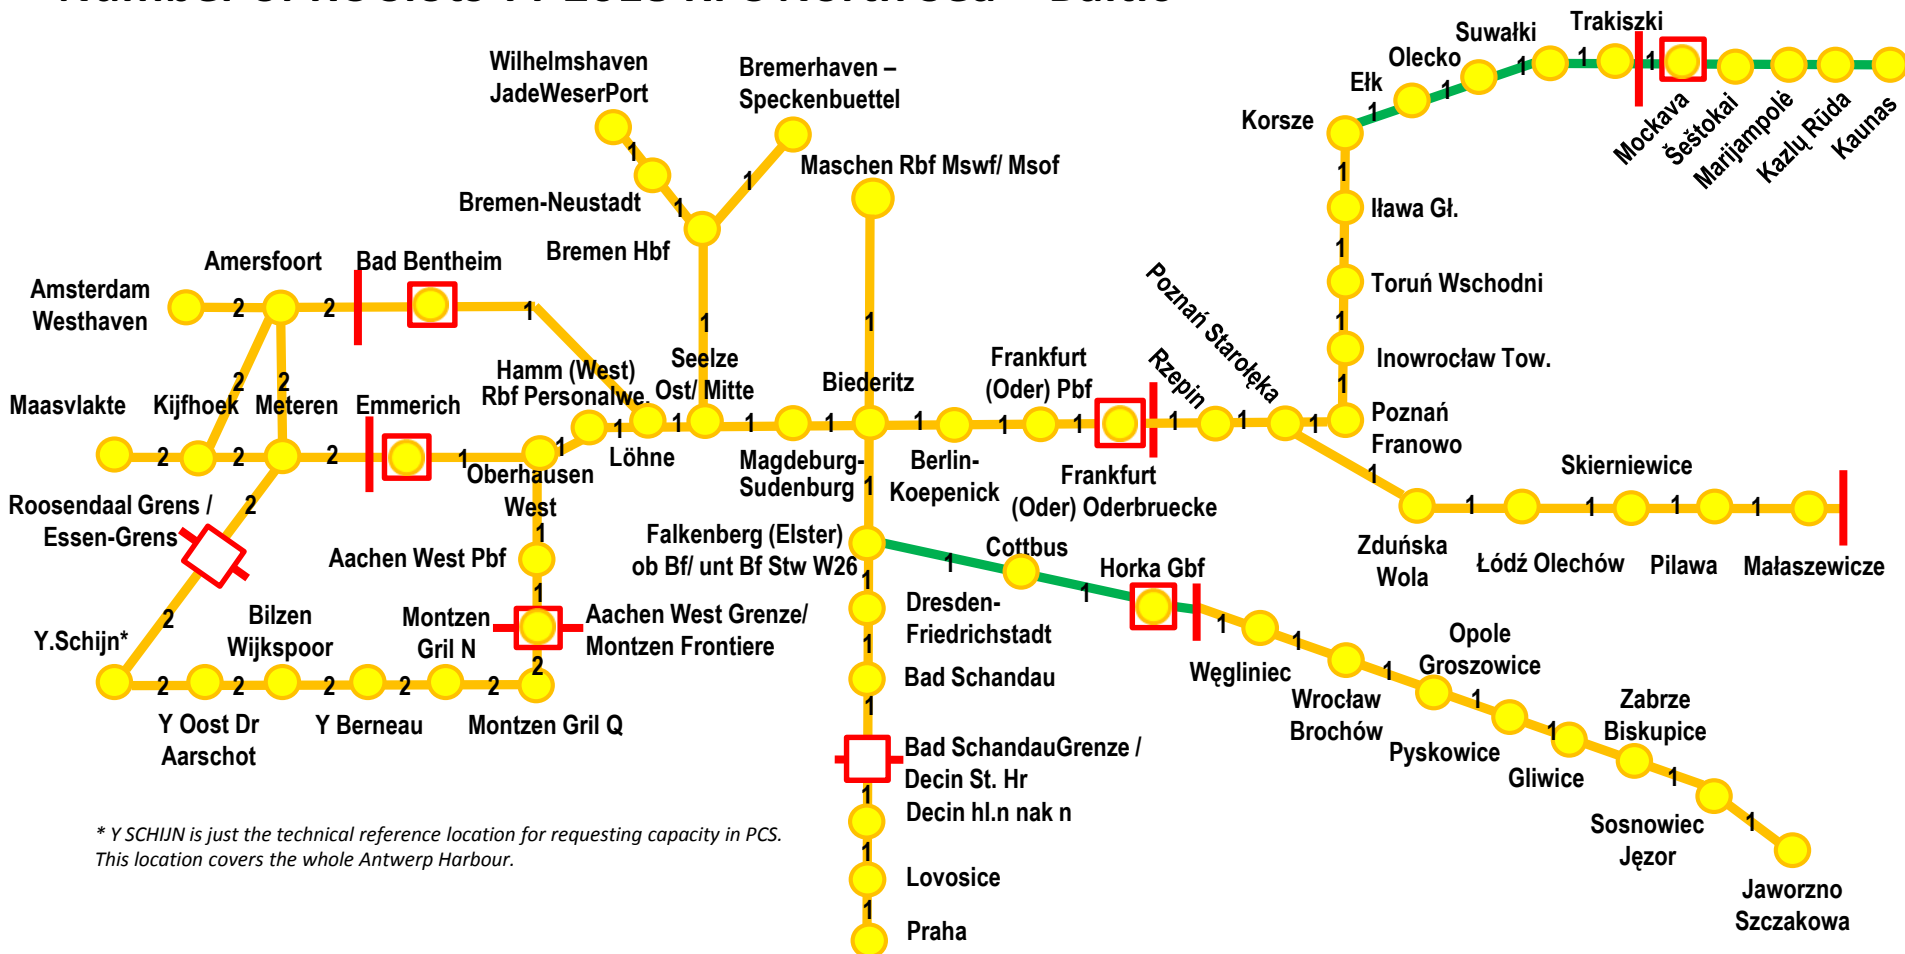 Trakiszki
Suwałki
Olecko
Ełk
Korsze
Mockava
Šeštokai
Marijampolė
Kazlų Rūda
Kaunas
Wilhelmshaven
JadeWeserPort
Bremerhaven –
Speckenbuettel
Maschen Rbf Mswf/ Msof
Bremen-Neustadt
Bremen Hbf
Iława Gł.
Toruń Wschodni
Inowrocław Tow.
Poznań
Franowo
Poznań Starołęka
Rzepin
Amersfoort
Bad Bentheim
Amsterdam
Westhaven
Hamm (West)
Rbf Personalwe.
Seelze
Ost/ Mitte
Biederitz
Frankfurt
(Oder) Pbf
Maasvlakte
Kijfhoek
Meteren
Emmerich
Oberhausen
West
Löhne
Magdeburg-
Sudenburg
Berlin-
Koepenick
Frankfurt
(Oder) Oderbruecke
Skierniewice
Zduńska
Wola
Łódź Olechów
Pilawa
Małaszewicze
Roosendaal Grens /
Essen-Grens
Aachen West Pbf
Falkenberg (Elster)
ob Bf/ unt Bf Stw W26
Cottbus
Horka Gbf
Y.Schijn*
Bilzen
Wijkspoor
Montzen
Gril N
Aachen West Grenze/
Montzen Frontiere
Dresden-
Friedrichstadt
Bad Schandau
Węgliniec
Opole
Groszowice
Wrocław
Brochów
Zabrze
Biskupice
Pyskowice
Gliwice
Y Oost Dr
Aarschot
Y Berneau
Montzen Gril Q
Bad SchandauGrenze /
Decin St. Hr
Decin hl.n nak n
Lovosice
Praha
Sosnowiec
Jęzor
Jaworzno
Szczakowa
* Y SCHIJN is just the technical reference location for requesting capacity in PCS.
This location covers the whole Antwerp Harbour.